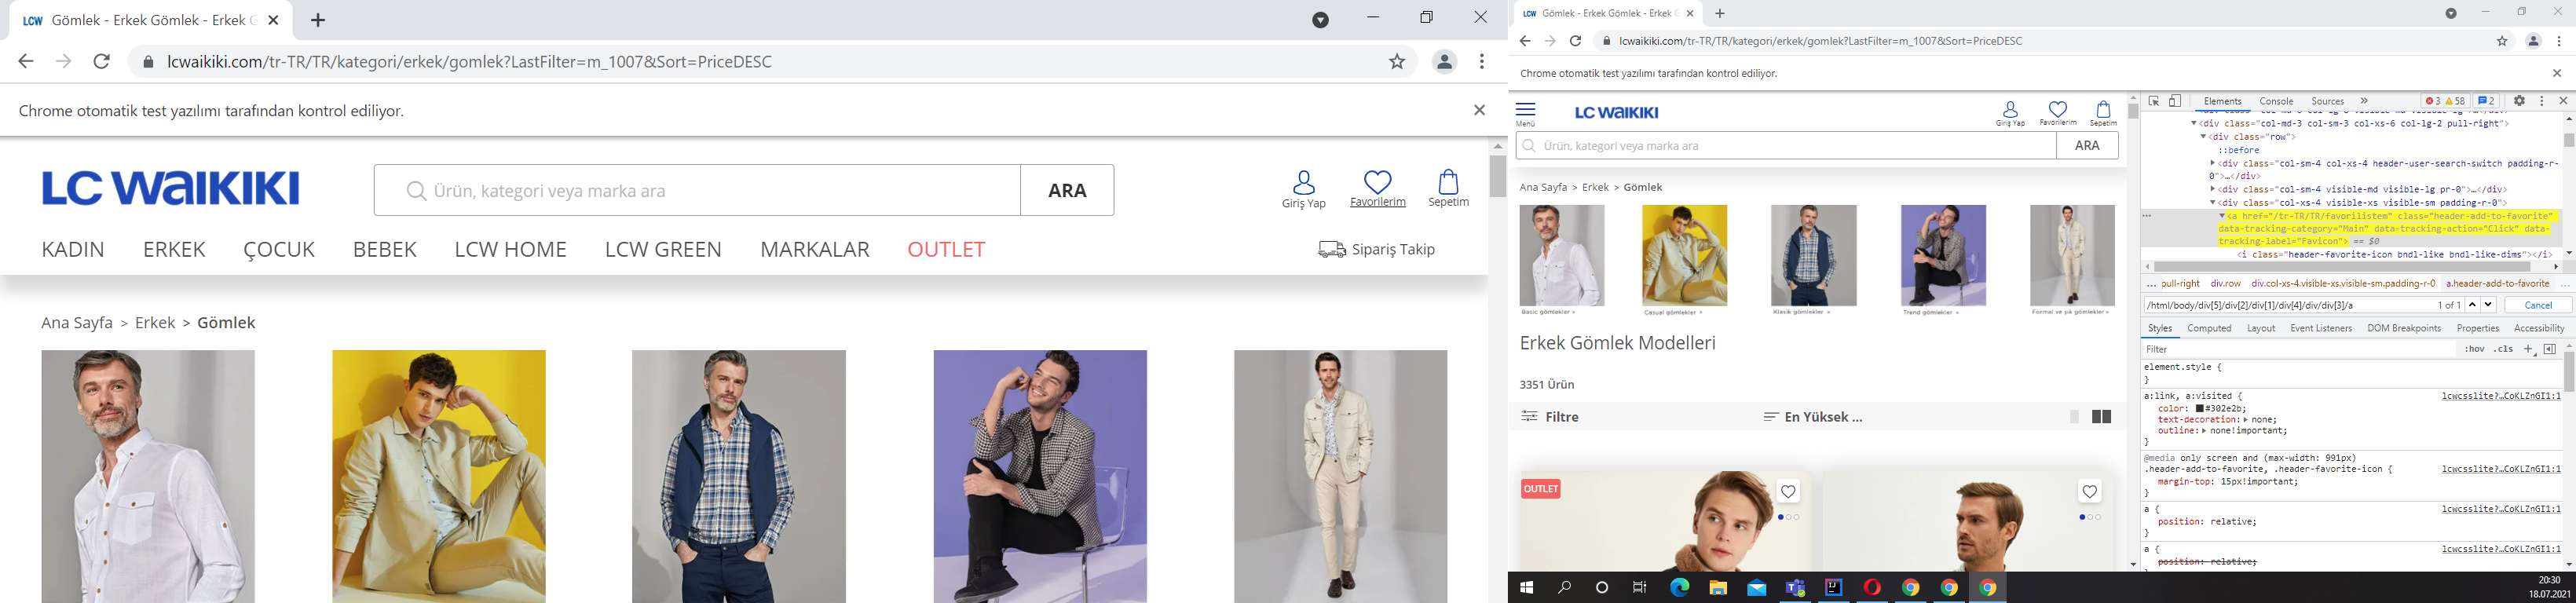 LCW Gömlek - Erkek Gömlek - Erkek G
lcwaikiki.com/tr-TR/TR/kategori/erkek/gomlek?LastFilter=m_1007&Sort=PriceDESC
Chrome otomatik test yazılımı tarafından kontrol ediliyor.
LC WAIKIKI
Ürün, kategori veya marka ara
ARA
Giriş Yap
Favorilerim
Sepetim
KADIN ERKEK ÇOCUK BEBEK LCW HOME LCW GREEN MARKALAR OUTLET
Sipariş Takip
Ana Sayfa > Erkek > Gömlek
LCW Gömlek - Erkek Gömlek - Erkek G
lcwaikiki.com/tr-TR/TR/kategori/erkek/gomlek?LastFilter=m_1007&Sort=PriceDESC
Chrome otomatik test yazılımı tarafından kontrol ediliyor.
Menü
LC WAIKIKI
Giriş Yap
Favorilerim
Sepetim
Ürün, kategori veya marka ara
ARA
Ana Sayfa > Erkek > Gömlek
Basic gömlekler »
Casual gömlekler »
Klasik gömlekler »
Trend gömlekler »
Formal ve şık gömlekler »
Erkek Gömlek Modelleri
3351 Ürün
Filtre
En Yüksek ...
OUTLET
Elements Console Sources » 3 58 2
<div class="col-md-3 col-sm-3 col-xs-6 col-lg-2 pull-right">
<div class="row">
::before
<div class="col-sm-4 col-xs-4 header-user-search-switch padding-r-
0">…</div>
<div class="col-sm-4 visible-md visible-lg pr-0">…</div>
<div class="col-xs-4 visible-xs visible-sm padding-r-0">
<a href="/tr-TR/TR/favorilistem" class="header-add-to-favorite"
data-tracking-category="Main" data-tracking-action="Click" data-
tracking-label="Favicon"> == $0
<i class="header-favorite-icon bndl-like bndl-like-dims"></i>
... pull-right div.row div.col-xs-4.visible-xs.visible-sm.padding-r-0 a.header-add-to-favorite ...
/html/body/div[5]/div[2]/div[1]/div[4]/div/div[3]/a
1 of 1
Cancel
Styles Computed Layout Event Listeners DOM Breakpoints Properties Accessibility
Filter
:hov .cls +
element.style {
}
a:link, a:visited { lcwcsslite?…CoKLZnGI1:1
color: #302e2b;
text-decoration: none;
outline: none!important;
}
@media only screen and (max-width: 991px)
.header-add-to-favorite, .header-favorite-icon { lcwcsslite?…CoKLZnGI1:1
margin-top: 15px!important;
}
a { lcwcsslite?…CoKLZnGI1:1
position: relative;
}
a { lcwcsslite?…CoKLZnGI1:1
position: relative;
20:30
18.07.2021